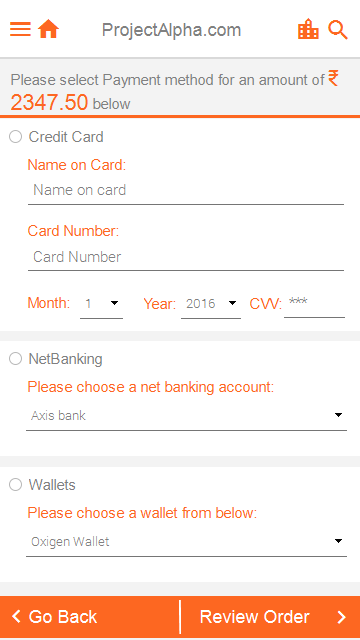 ProjectAlpha.com
Please select Payment method for an amount of ₹
2347.50 below
Credit Card
Name on Card:
Name on card
Card Number:
Card Number
Month: 1 Year: 2016 CVV: ***
NetBanking
Please choose a net banking account:
Axis bank
Wallets
Please choose a wallet from below:
Oxigen Wallet
Go Back Review Order